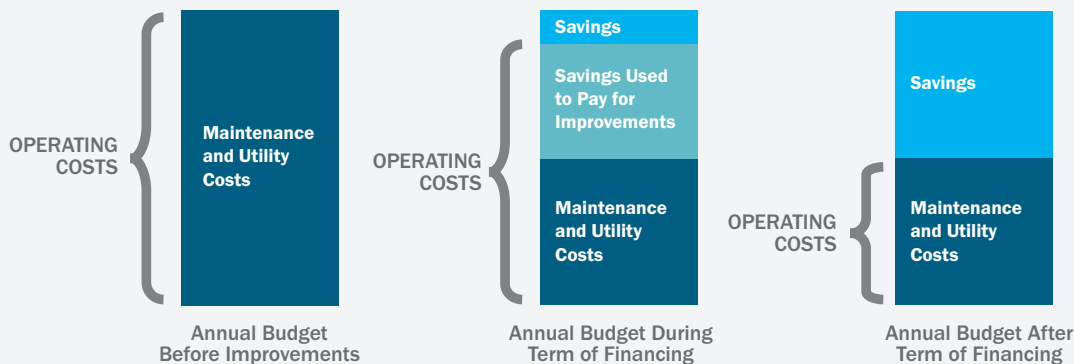 OPERATING
COSTS
Maintenance
and Utility
Costs
Annual Budget
Before Improvements
OPERATING
COSTS
Savings
Savings Used
to Pay for
Improvements
Maintenance
and Utility
Costs
Annual Budget During
Term of Financing
OPERATING
COSTS
Savings
Maintenance
and Utility
Costs
Annual Budget After
Term of Financing